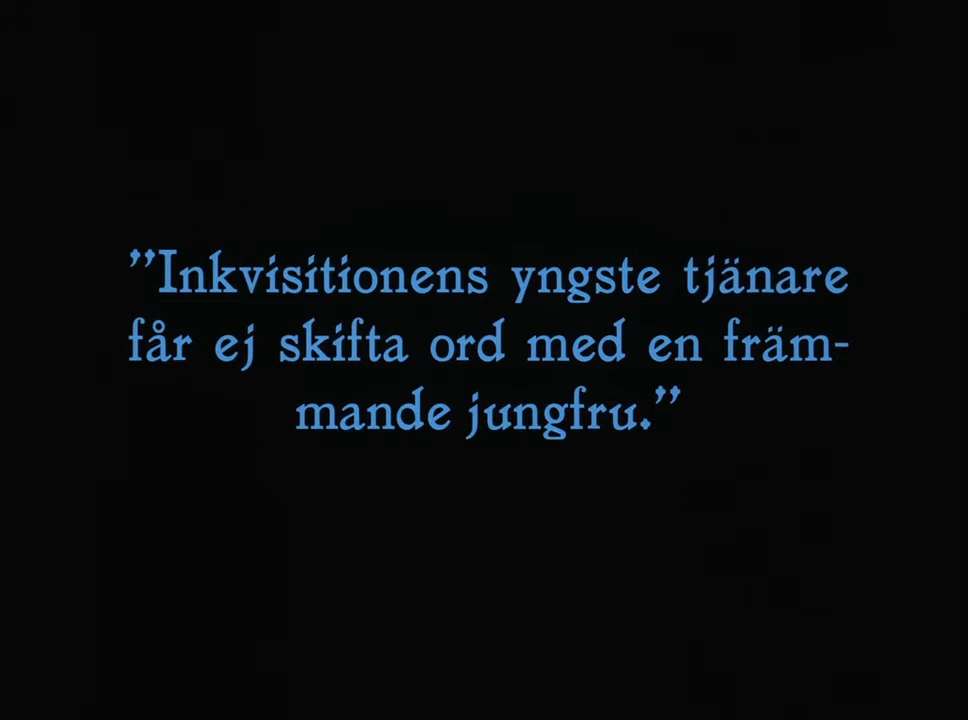 ”Inkvisitionens yngste tjänare
får ej skifta ord med en främ-
mande jungfru.”